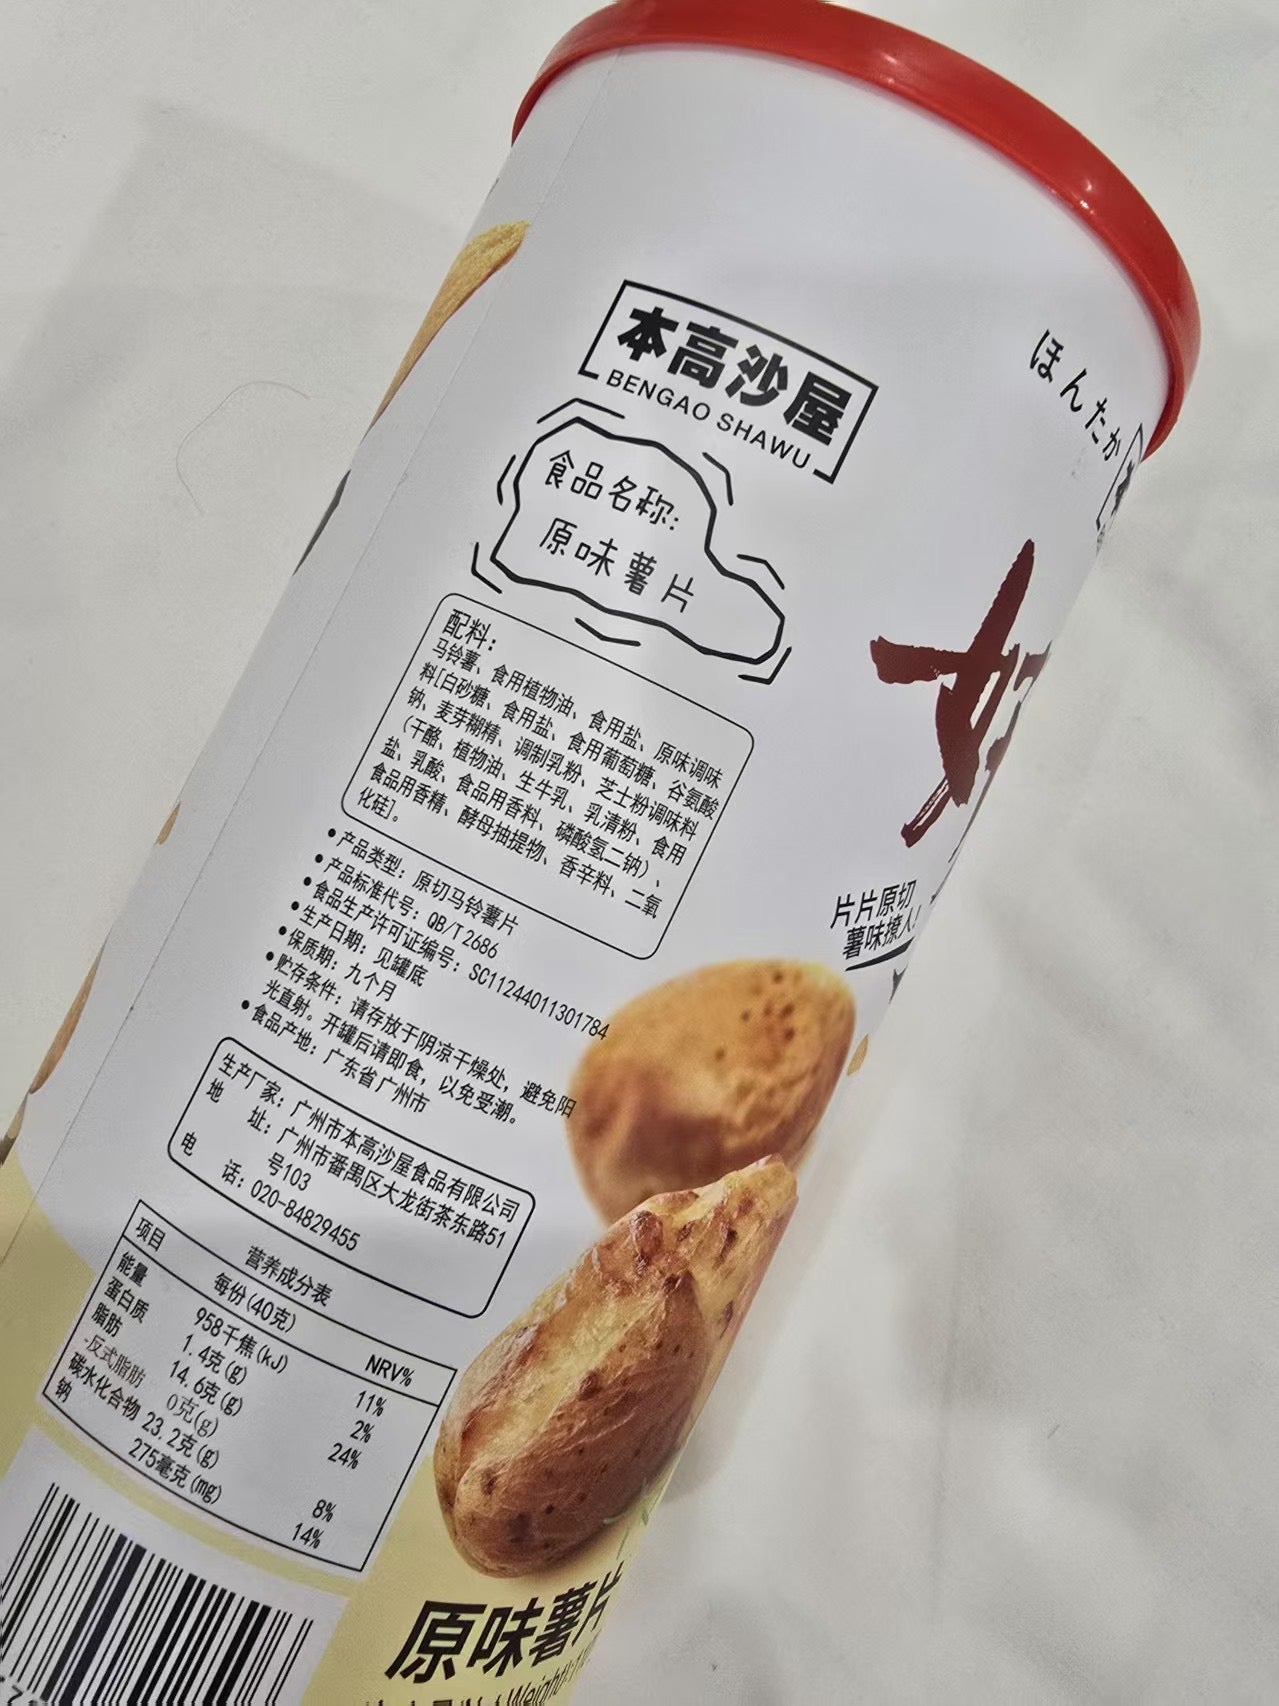 本高沙屋
BENGAO SHAWU
食品名称:
原味薯片
配料:
马铃薯、食用植物油、食用盐、原味调味
料[白砂糖、食用盐、食用葡萄糖、谷氨酸
钠、麦芽糊精、调制乳粉、芝士粉调味料
(干酪、植物油、生牛乳、乳清粉、食用
盐、乳酸、食品用香料、磷酸氢二钠)、
食品用香精、酵母抽提物、香辛料、二氧
化硅]。
•产品类型: 原切马铃薯片
•产品标准代号: QB/T2686
•食品生产许可证编号: SC11244011301784
•生产日期: 见罐底
•保质期: 九个月
•贮存条件: 请存放于阴凉干燥处, 避免阳
光直射。开罐后请即食, 以免受潮。
•食品产地: 广东省广州市
生产厂家: 广州市本高沙屋食品有限公司
地 址: 广州市番禺区大龙街茶东路51
号103
电 话: 020-84829455
营养成分表
项目 每份(40克) NRV%
能量 958千焦(kJ) 11%
蛋白质 1.4克(g) 2%
脂肪 14.6克(g) 24%
-反式脂肪 0克(g)
碳水化合物 23.2克(g) 8%
钠 275毫克(mg) 14%
ほんたか
片片原切
薯味撩人!
原味薯片